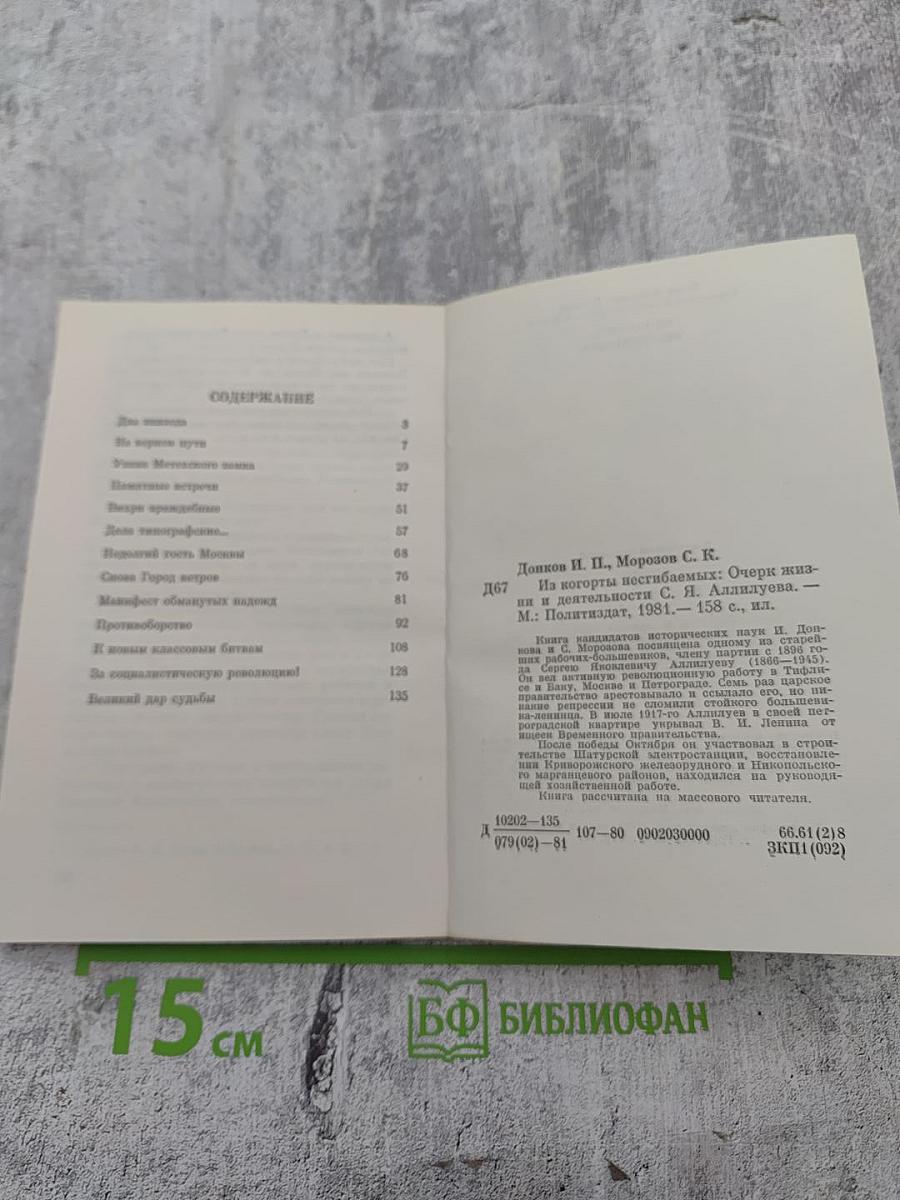 СОДЕРЖАНИЕ
Два эпизода 3
На верном пути 7
Узник Метехского замка 29
Памятные встречи 37
Вихри враждебные 51
Дела типографские... 57
Недолгий гость Москвы 68
Снова Город ветров 76
Манифест обманутых надежд 81
Противоборство 92
К новым классовым битвам 108
За социалистическую революцию! 128
Великий дар судьбы 135
Донков И. П., Морозов С. К.
Д67 Из когорты несгибаемых: Очерк жиз-
ни и деятельности С. Я. Аллилуева. —
М.: Политиздат, 1981.— 158 с., ил.
Книга кандидатов исторических наук И. Дон-
кова и С. Морозова посвящена одному из старей-
ших рабочих-большевиков, члену партии с 1896 го-
да Сергею Яковлевичу Аллилуеву (1866—1945).
Он вел активную революционную работу в Тифли-
се и Баку, Москве и Петрограде. Семь раз царское
правительство арестовывало и ссылало его, но ни-
какие репрессии не сломили стойкого большеви-
ка-ленинца. В июле 1917-го Аллилуев в своей пет-
роградской квартире укрывал В. И. Ленина от
ищеек Временного правительства.
После победы Октября он участвовал в строи-
тельстве Шатурской электростанции, восстановле-
нии Криворожского железорудного и Никопольско-
го марганцевого районов, находился на руководя-
щей хозяйственной работе.
Книга рассчитана на массового читателя.
Д 10202—135 107—80 0902030000 66.61(2)8
079(02)—81 ЗКП1(092)
15 см БФ БИБЛИОФАН